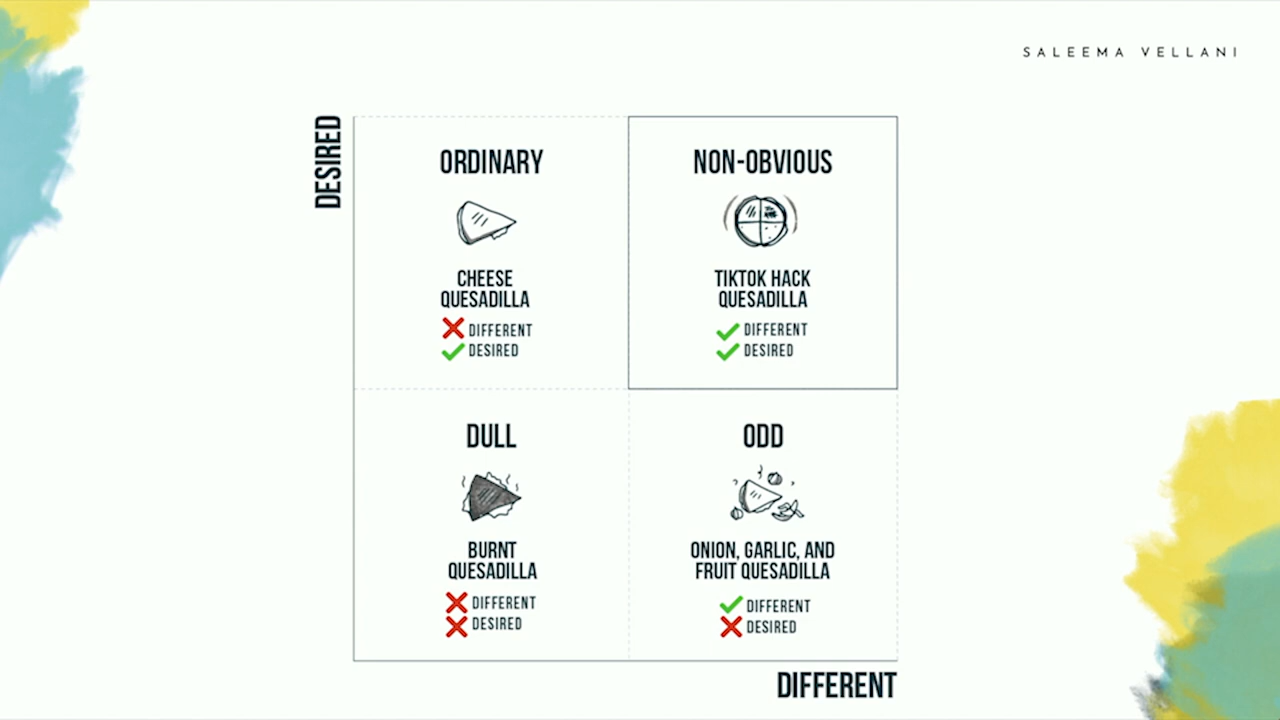 SALEEMA VELLANI
DESIRED
ORDINARY
CHEESE
QUESADILLA
DIFFERENT
DESIRED
NON-OBVIOUS
TIKTOK HACK
QUESADILLA
DIFFERENT
DESIRED
DULL
BURNT
QUESADILLA
DIFFERENT
DESIRED
ODD
ONION, GARLIC, AND
FRUIT QUESADILLA
DIFFERENT
DESIRED
DIFFERENT